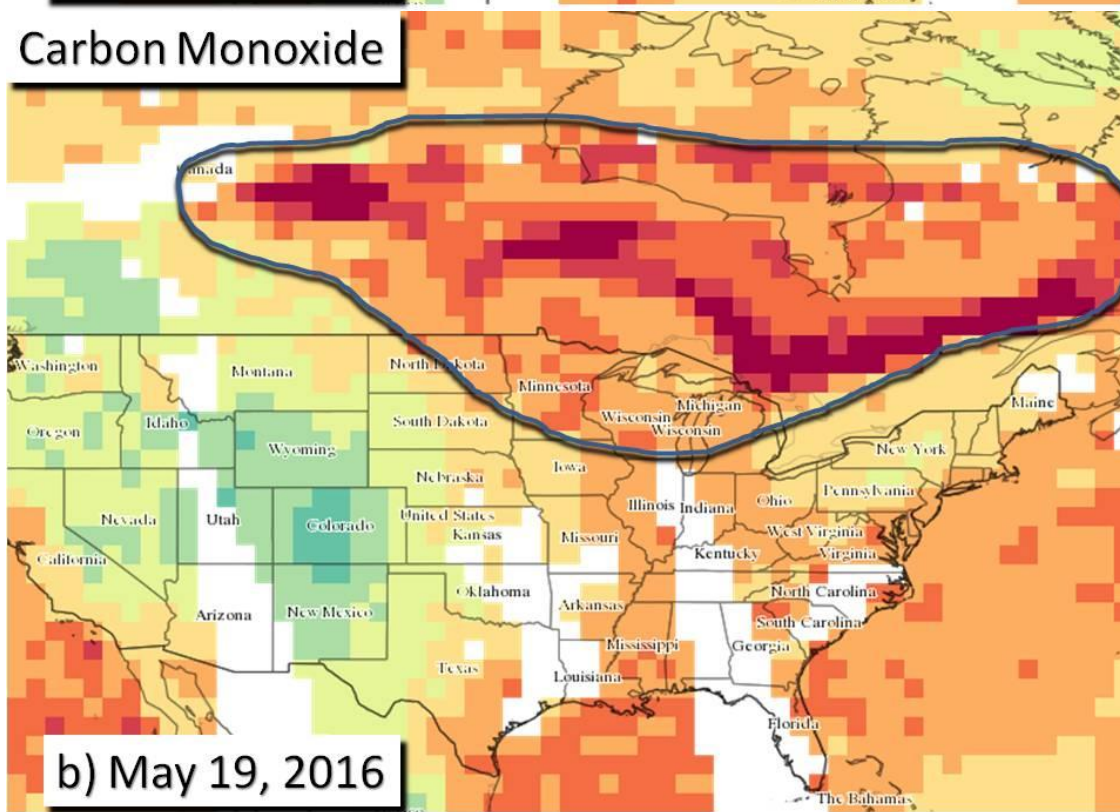 Carbon Monoxide
Canada
Washington
Montana
North Dakota
Minnesota
Maine
Oregon
Idaho
South Dakota
Wisconsin
Michigan
Wisconsin
Wyoming
New York
Iowa
Nebraska
Pennsylvania
Illinois
Indiana
Ohio
Nevada
Utah
Colorado
United States
Kansas
Missouri
West Virginia
Virginia
California
Kentucky
Oklahoma
North Carolina
Arizona
New Mexico
Arkansas
South Carolina
Mississippi
Georgia
Texas
Louisiana
Florida
b) May 19, 2016
The Bahamas